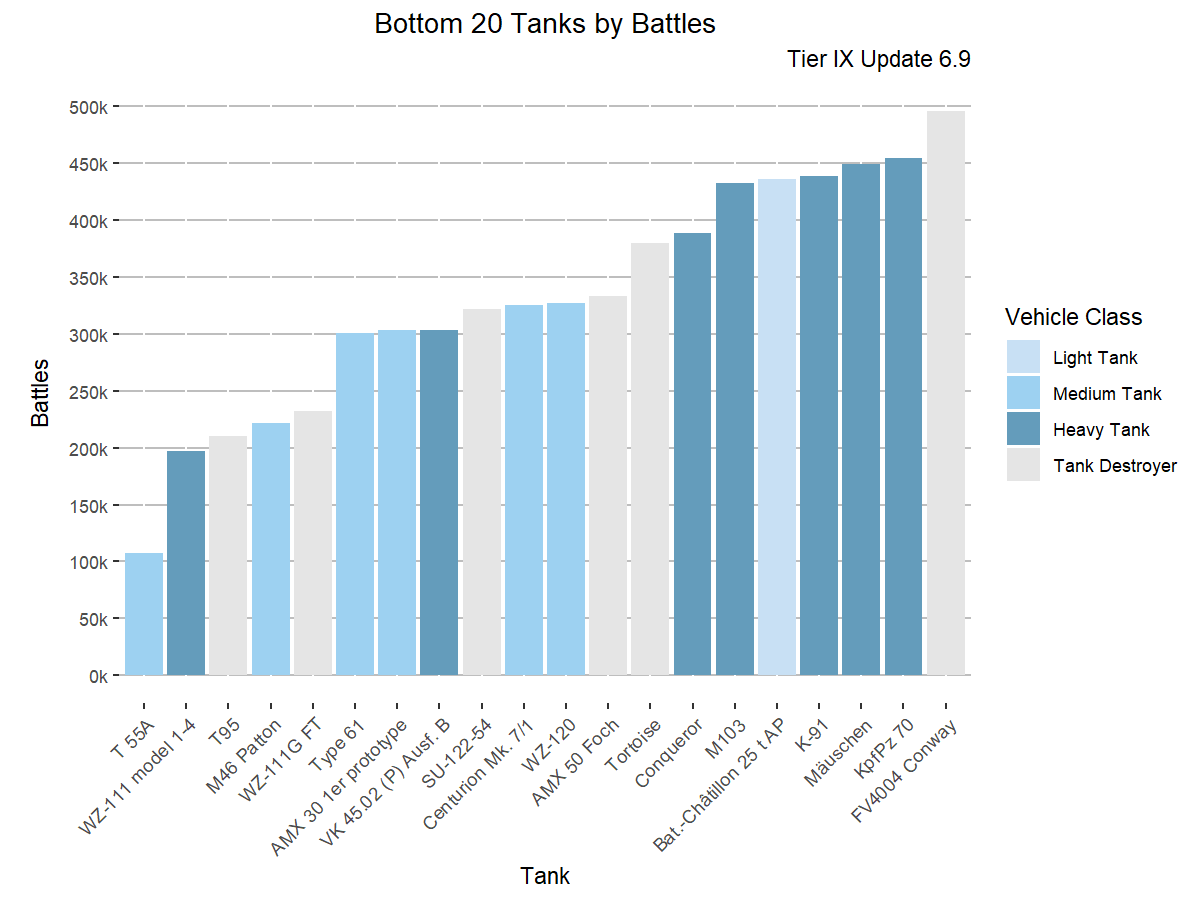 Bottom 20 Tanks by Battles
Tier IX Update 6.9
500k
450k
400k
350k
300k
250k
200k
150k
100k
50k
0k
Battles
T 55A
WZ-111 model 1-4
T95
M46 Patton
WZ-111G FT
Type 61
AMX 30 1er prototype
VK 45.02 (P) Ausf. B
SU-122-54
Centurion Mk. 7/1
WZ-120
AMX 50 Foch
Tortoise
Conqueror
M103
Bat.-Châtillon 25 t AP
K-91
Mäuschen
KpfPz 70
FV4004 Conway
Tank
Vehicle Class
Light Tank
Medium Tank
Heavy Tank
Tank Destroyer